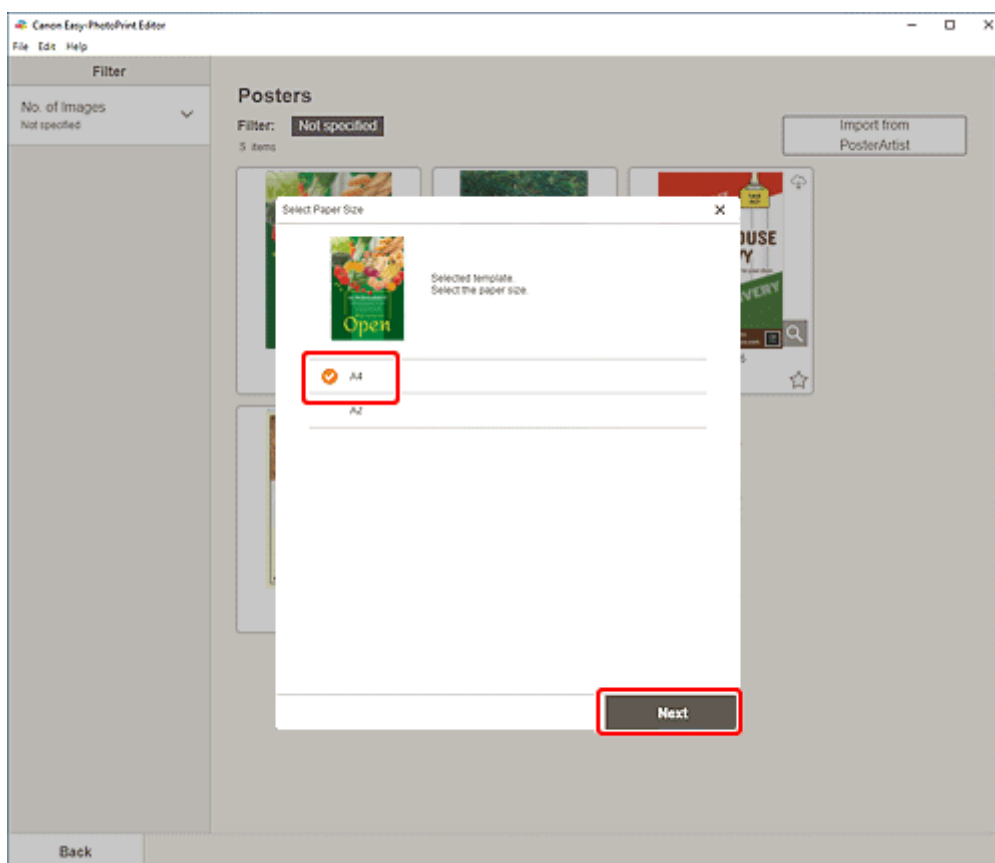 Canon Easy-PhotoPrint Editor
File Edit Help
Filter
No. of Images
Not specified
Posters
Filter: Not specified
5 items
Import from
PosterArtist
Select Paper Size
Selected template.
Select the paper size.
Open
A4
A2
Next
Back